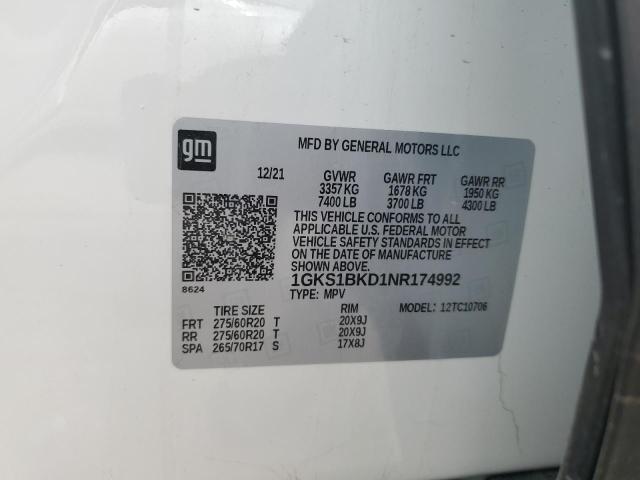 gm
MFD BY GENERAL MOTORS LLC
12/21 GVWR GAWR FRT GAWR RR
3357 KG 1678 KG 1950 KG
7400 LB 3700 LB 4300 LB
THIS VEHICLE CONFORMS TO ALL
APPLICABLE U.S. FEDERAL MOTOR
VEHICLE SAFETY STANDARDS IN EFFECT
ON THE DATE OF MANUFACTURE
SHOWN ABOVE.
8624
1GKS1BKD1NR174992
TYPE: MPV MODEL: 12TC10706
TIRE SIZE RIM
FRT 275/60R20 T 20X9J
RR 275/60R20 T 20X9J
SPA 265/70R17 S 17X8J